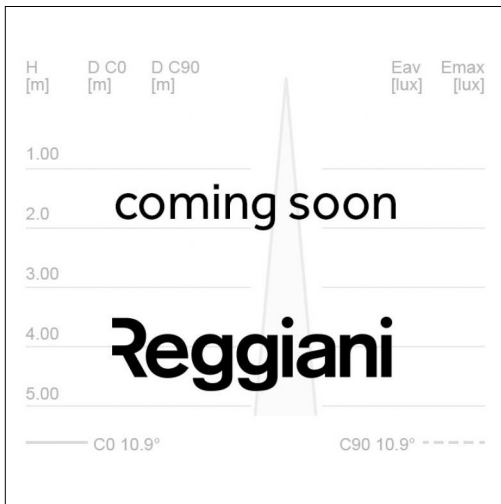 H D C0 D C90 Eav Emax
[m] [m] [m] [lux] [lux]
1.00
coming soon
2.0
3.00
4.00
Reggiani
5.00
C0 10.9° C90 10.9°